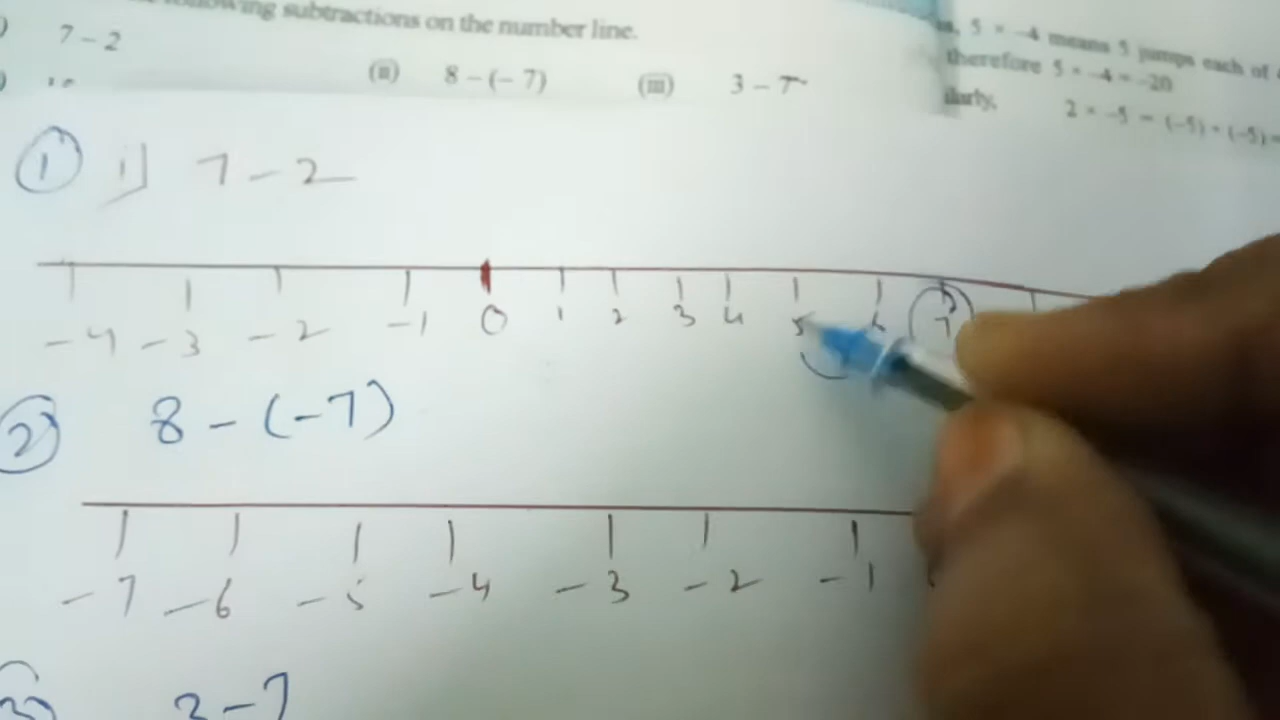 following subtractions on the number line.
7 – 2
(ii) 8 – (– 7) (iii) 3 – 7
5 × –4 means 5 jumps each of
therefore 5 × –4 = –20
ilarly,
2 × –5 = (–5) + (–5) =
① i) 7 – 2
–4 –3 –2 –1 0 1 2 3 4 5 6 7
② 8 – (–7)
–7 –6 –5 –4 –3 –2 –1
3 – 7